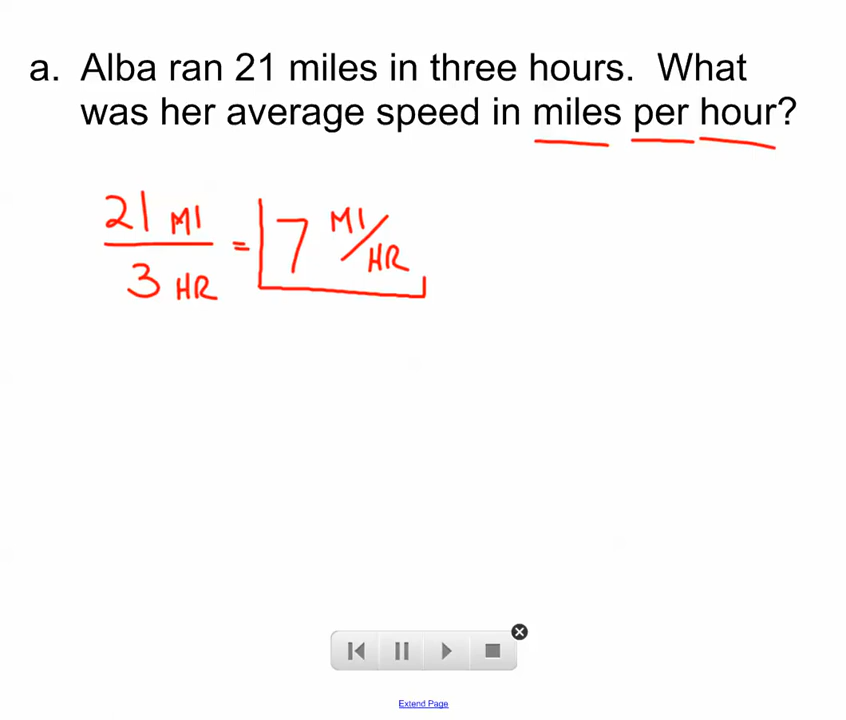 a. Alba ran 21 miles in three hours. What
was her average speed in miles per hour?
21 MI
3 HR
= 7 MI/HR
Extend Page